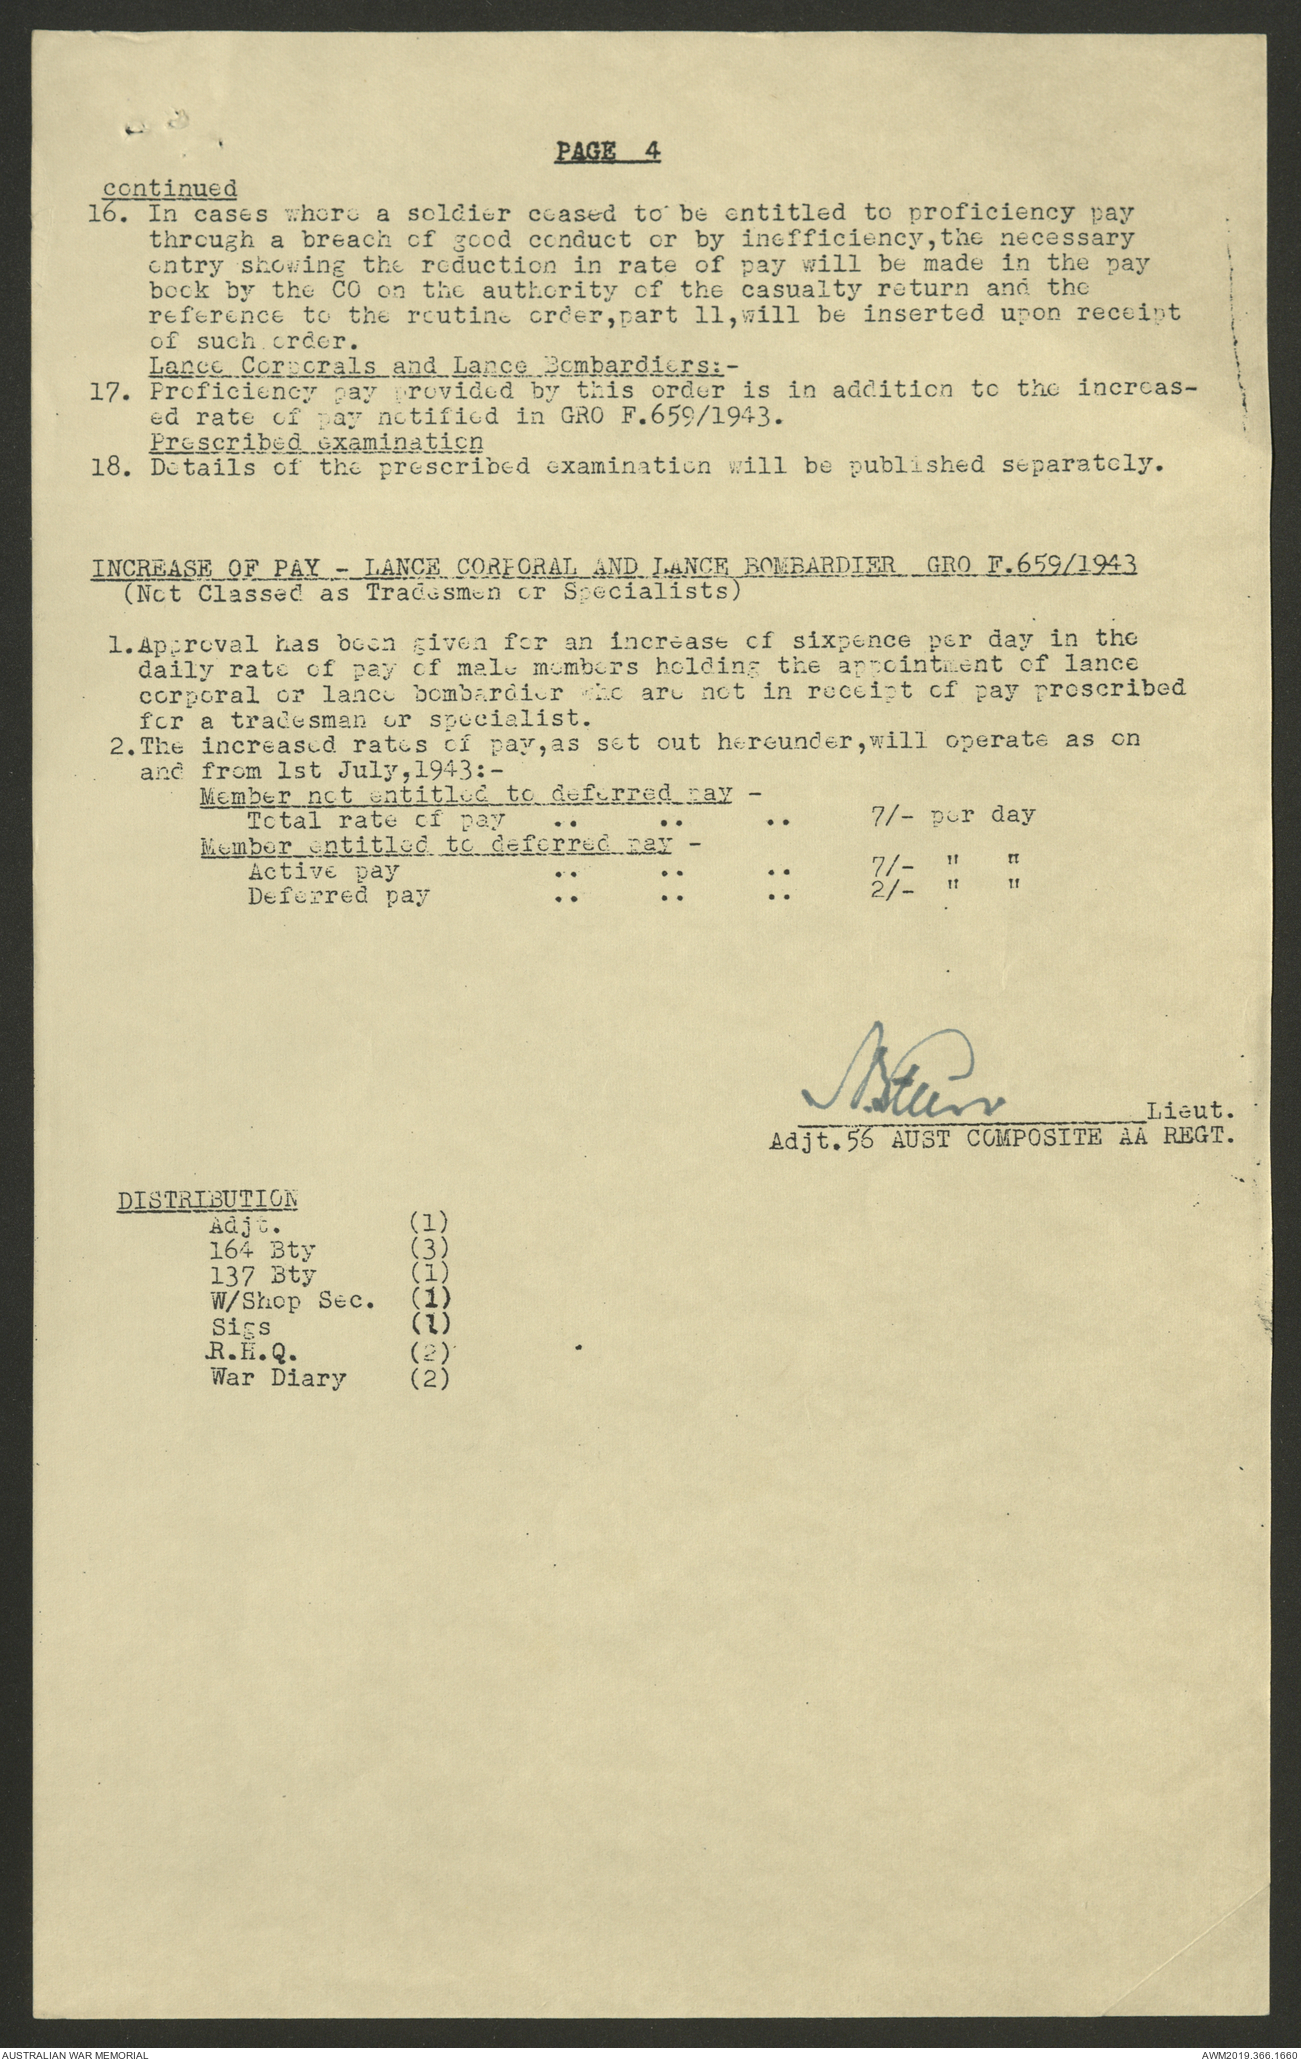 PAGE 4
continued
16. In cases where a soldier ceased to be entitled to proficiency pay
through a breach of good conduct or by inefficiency,the necessary
entry showing the reduction in rate of pay will be made in the pay
book by the CO on the authority of the casualty return and the
reference to the routine order,part 11,will be inserted upon receipt
of such order.
Lance Corporals and Lance Bombardiers:-
17. Proficiency pay provided by this order is in addition to the increas-
ed rate of pay notified in GRO F.659/1943.
Prescribed examination
18. Details of the prescribed examination will be published separately.
INCREASE OF PAY - LANCE CORPORAL AND LANCE BOMBARDIER GRO F.659/1943
(Not Classed as Tradesmen or Specialists)
1.Approval has been given for an increase of sixpence per day in the
daily rate of pay of male members holding the appointment of lance
corporal or lance bombardier who are not in receipt of pay prescribed
for a tradesman or specialist.
2.The increased rates of pay,as set out hereunder,will operate as on
and from 1st July,1943:-
Member not entitled to deferred pay -
Total rate of pay .. .. .. 7/- per day
Member entitled to deferred pay -
Active pay .. .. .. 7/- " "
Deferred pay .. .. .. 2/- " "
Lieut.
Adjt.56 AUST COMPOSITE AA REGT.
DISTRIBUTION
Adjt. (1)
164 Bty (3)
137 Bty (1)
W/Shop Sec. (1)
Sigs (1)
R.H.Q. (2)
War Diary (2)
AUSTRALIAN WAR MEMORIAL AWM2019.366.1660